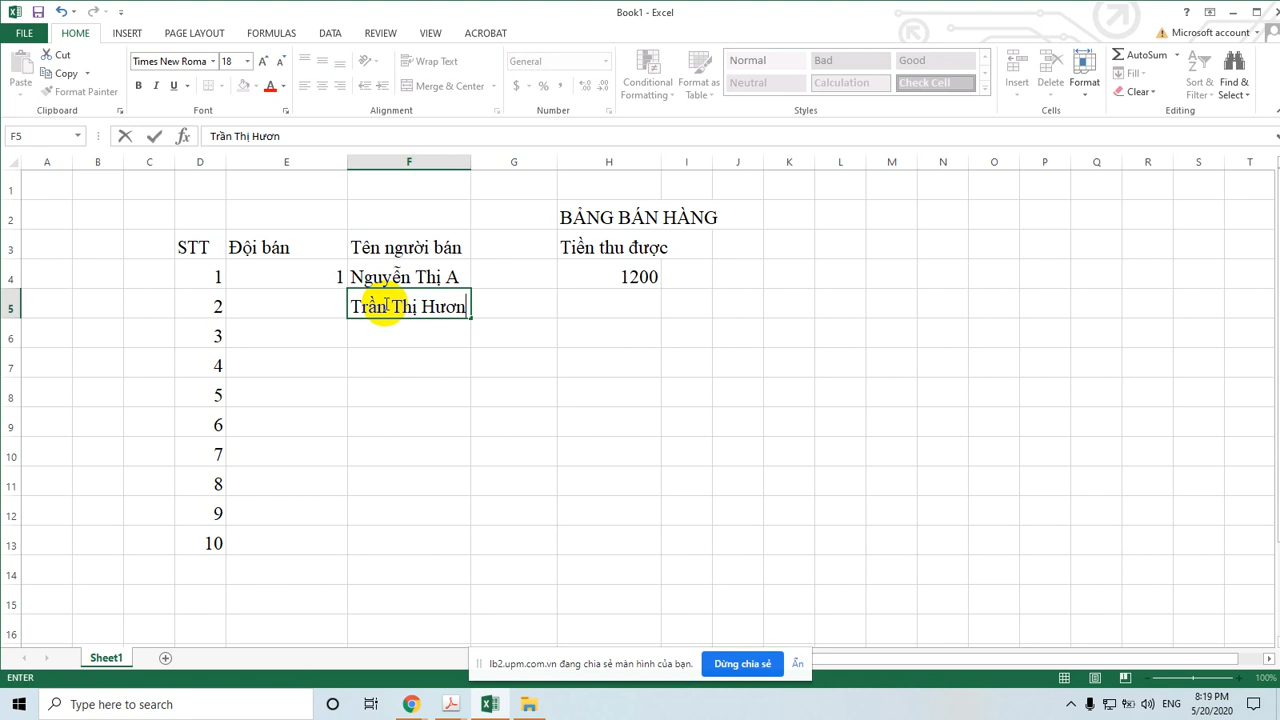 Book1 - Excel
FILE HOME INSERT PAGE LAYOUT FORMULAS DATA REVIEW VIEW ACROBAT Microsoft account
Paste
Cut
Copy
Format Painter
Clipboard
Times New Roma 18
B I U
Font
Wrap Text
Merge & Center
Alignment
General
$ % ,
Number
Conditional Formatting
Format as Table
Normal Bad Good
Neutral Calculation Check Cell
Styles
Insert Delete Format
Cells
AutoSum
Fill
Clear
Sort & Filter
Find & Select
Editing
F5 fx Trần Thị Hươn
A B C D E F G H I J K L M N O P Q R S T
1
2 BẢNG BÁN HÀNG
3 STT Đội bán Tên người bán Tiền thu được
4 1 1 Nguyễn Thị A 1200
5 2 Trần Thị Hươn
6 3
7 4
8 5
9 6
10 7
11 8
12 9
13 10
14
15
16
Sheet1
lb2.upm.com.vn đang chia sẻ màn hình của bạn. Dừng chia sẻ Ẩn
ENTER 100%
Type here to search
ENG
8:19 PM
5/20/2020